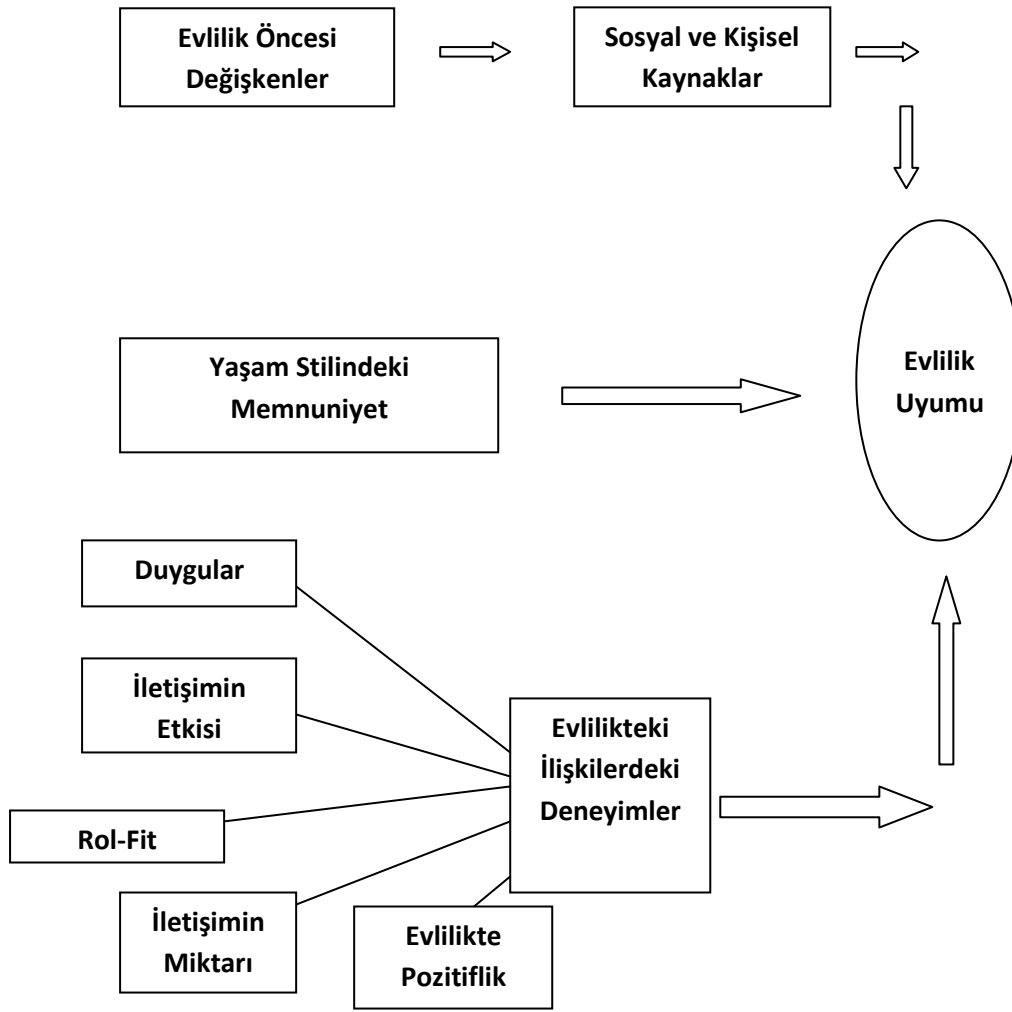 Evlilik Öncesi
Değişkenler
Sosyal ve Kişisel
Kaynaklar
Yaşam Stilindeki
Memnuniyet
Evlilik
Uyumu
Duygular
İletişimin
Etkisi
Evlilikteki
İlişkilerdeki
Deneyimler
Rol-Fit
İletişimin
Miktarı
Evlilikte
Pozitiflik